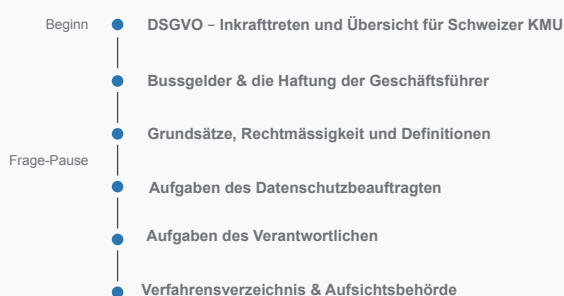 Beginn
DSGVO – Inkrafttreten und Übersicht für Schweizer KMU
Bussgelder & die Haftung der Geschäftsführer
Grundsätze, Rechtmässigkeit und Definitionen
Frage-Pause
Aufgaben des Datenschutzbeauftragten
Aufgaben des Verantwortlichen
Verfahrensverzeichnis & Aufsichtsbehörde